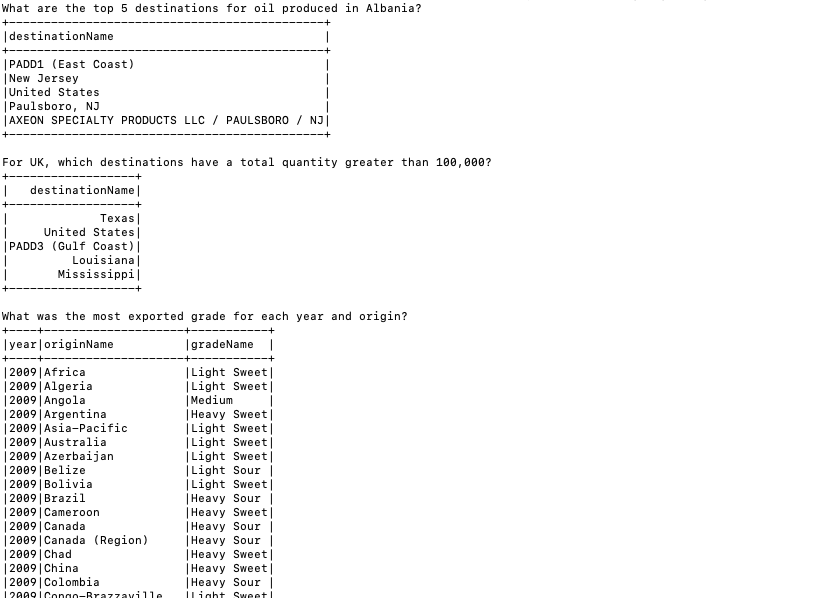 What are the top 5 destinations for oil produced in Albania?
+---------------------------------------------+
|destinationName                              |
+---------------------------------------------+
|PADD1 (East Coast)                           |
|New Jersey                                   |
|United States                                |
|Paulsboro, NJ                                |
|AXEON SPECIALTY PRODUCTS LLC / PAULSBORO / NJ|
+---------------------------------------------+
For UK, which destinations have a total quantity greater than 100,000?
+------------------+
|   destinationName|
+------------------+
|             Texas|
|     United States|
|PADD3 (Gulf Coast)|
|         Louisiana|
|       Mississippi|
+------------------+
What was the most exported grade for each year and origin?
+----+--------------------+-----------+
|year|originName          |gradeName  |
+----+--------------------+-----------+
|2009|Africa              |Light Sweet|
|2009|Algeria             |Light Sweet|
|2009|Angola              |Medium     |
|2009|Argentina           |Heavy Sweet|
|2009|Asia-Pacific        |Light Sweet|
|2009|Australia           |Light Sweet|
|2009|Azerbaijan          |Light Sweet|
|2009|Belize              |Light Sour |
|2009|Bolivia             |Light Sweet|
|2009|Brazil              |Heavy Sour |
|2009|Cameroon            |Heavy Sweet|
|2009|Canada              |Heavy Sour |
|2009|Canada (Region)     |Heavy Sour |
|2009|Chad                |Heavy Sweet|
|2009|China               |Heavy Sweet|
|2009|Colombia            |Heavy Sour |
|2009|Congo-Brazzaville   |Light Sweet|